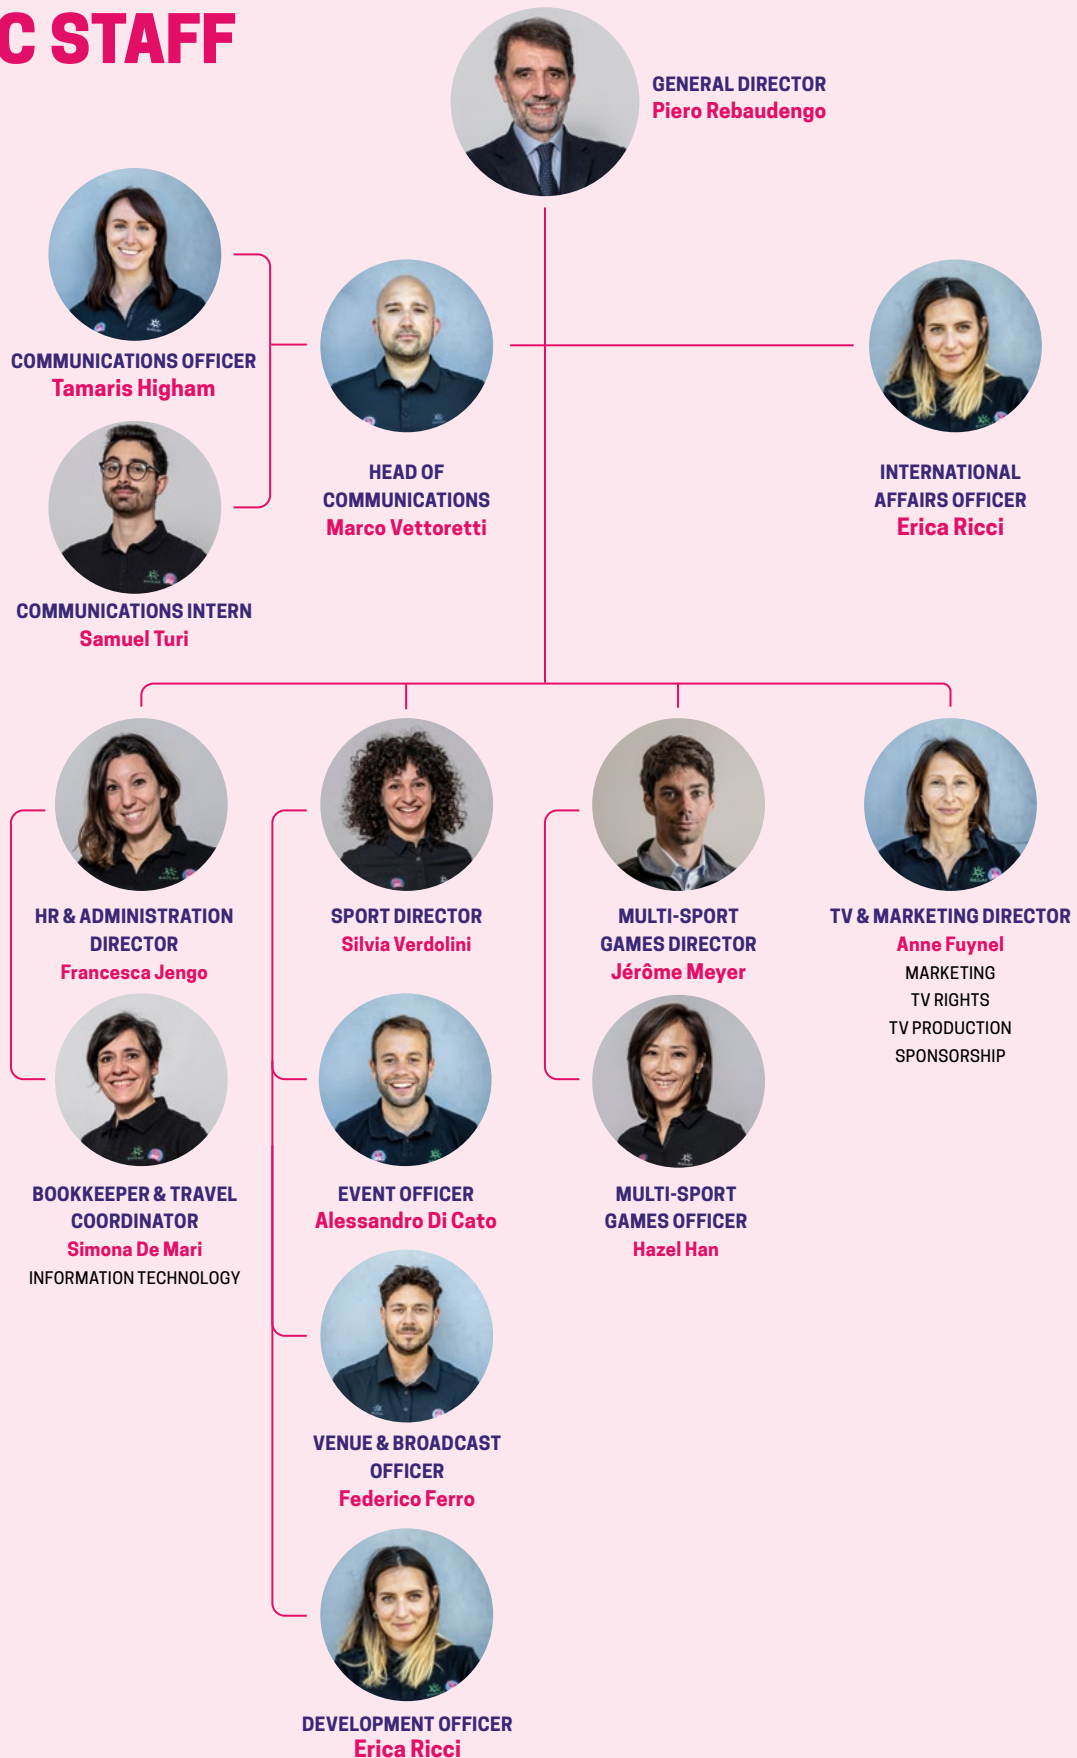 C STAFF
GENERAL DIRECTOR
Piero Rebaudengo
COMMUNICATIONS OFFICER
Tamaris Higham
HEAD OF
COMMUNICATIONS
Marco Vettoretti
INTERNATIONAL
AFFAIRS OFFICER
Erica Ricci
COMMUNICATIONS INTERN
Samuel Turi
HR & ADMINISTRATION
DIRECTOR
Francesca Jengo
SPORT DIRECTOR
Silvia Verdolini
MULTI-SPORT
GAMES DIRECTOR
Jérôme Meyer
TV & MARKETING DIRECTOR
Anne Fuynel
MARKETING
TV RIGHTS
TV PRODUCTION
SPONSORSHIP
BOOKKEEPER & TRAVEL
COORDINATOR
Simona De Mari
INFORMATION TECHNOLOGY
EVENT OFFICER
Alessandro Di Cato
MULTI-SPORT
GAMES OFFICER
Hazel Han
VENUE & BROADCAST
OFFICER
Federico Ferro
DEVELOPMENT OFFICER
Erica Ricci